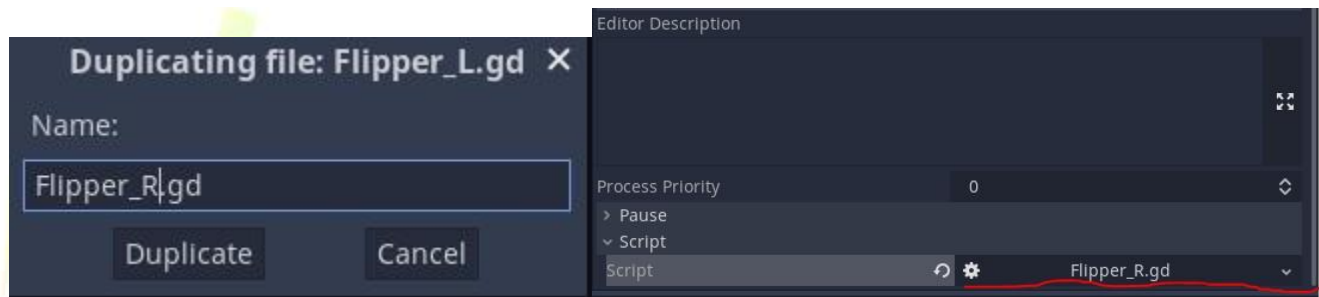 Duplicating file: Flipper_L.gd
Name:
Flipper_R.gd
Duplicate Cancel
Editor Description
Process Priority 0
Pause
Script
Script Flipper_R.gd